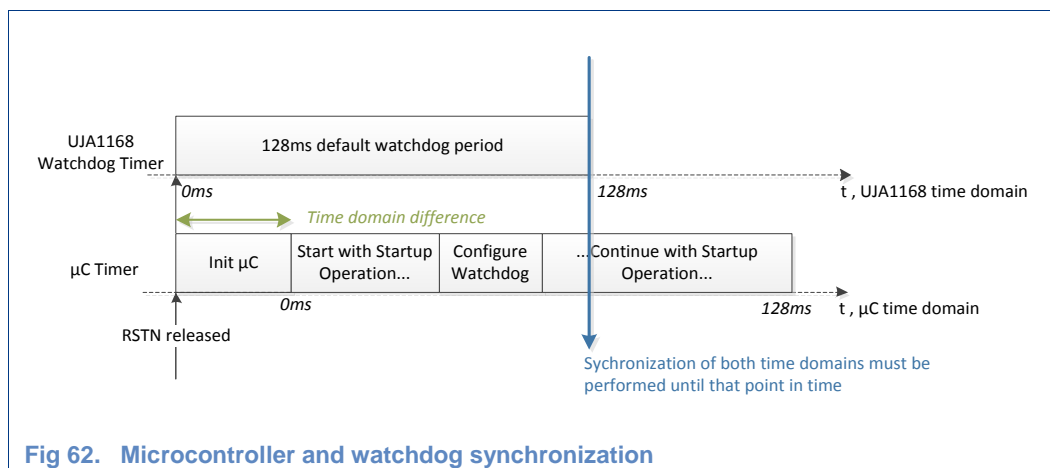 UJA1168
Watchdog Timer
128ms default watchdog period
0ms
128ms
t , UJA1168 time domain
Time domain difference
µC Timer
Init µC
Start with Startup
Operation...
Configure
Watchdog
...Continue with Startup
Operation...
0ms
128ms
t , µC time domain
RSTN released
Sychronization of both time domains must be
performed until that point in time
Fig 62. Microcontroller and watchdog synchronization